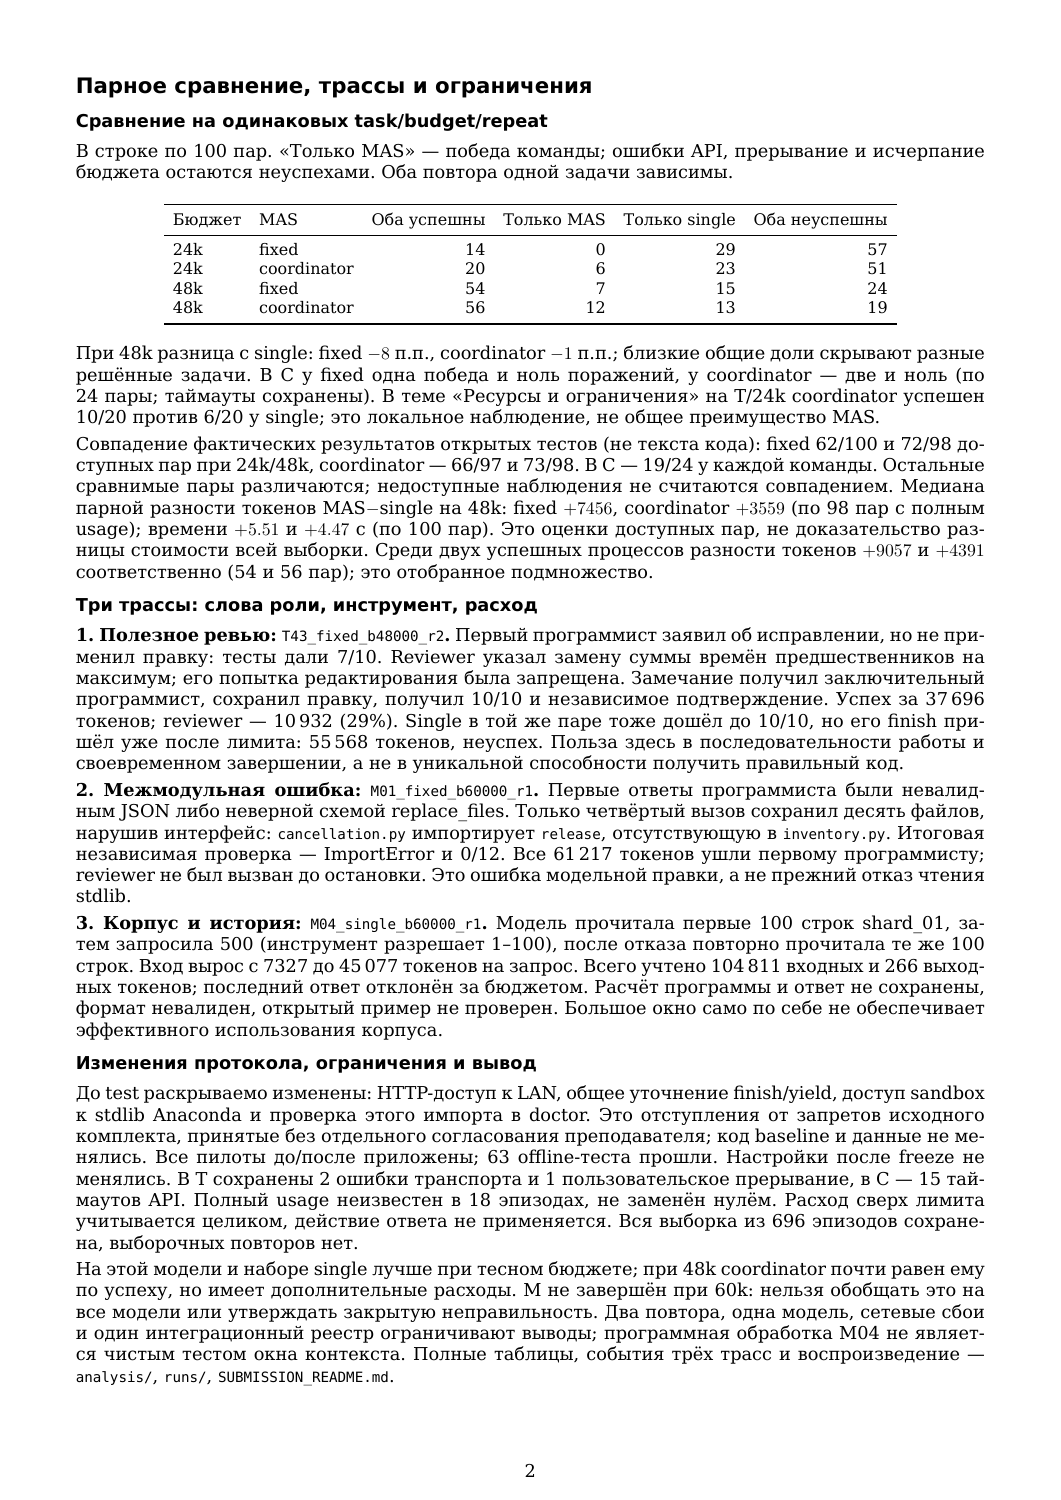 Парное сравнение, трассы и ограничения
Сравнение на одинаковых task/budget/repeat
В строке по 100 пар. «Только MAS» — победа команды; ошибки API, прерывание и исчерпание
бюджета остаются неуспехами. Оба повтора одной задачи зависимы.
Бюджет MAS Оба успешны Только MAS Только single Оба неуспешны
24k fixed 14 0 29 57
24k coordinator 20 6 23 51
48k fixed 54 7 15 24
48k coordinator 56 12 13 19
При 48k разница с single: fixed −8 п.п., coordinator −1 п.п.; близкие общие доли скрывают разные
решённые задачи. В C у fixed одна победа и ноль поражений, у coordinator — две и ноль (по
24 пары; таймауты сохранены). В теме «Ресурсы и ограничения» на T/24k coordinator успешен
10/20 против 6/20 у single; это локальное наблюдение, не общее преимущество MAS.
Совпадение фактических результатов открытых тестов (не текста кода): fixed 62/100 и 72/98 до-
ступных пар при 24k/48k, coordinator — 66/97 и 73/98. В C — 19/24 у каждой команды. Остальные
сравнимые пары различаются; недоступные наблюдения не считаются совпадением. Медиана
парной разности токенов MAS−single на 48k: fixed +7456, coordinator +3559 (по 98 пар с полным
usage); времени +5.51 и +4.47 с (по 100 пар). Это оценки доступных пар, не доказательство раз-
ницы стоимости всей выборки. Среди двух успешных процессов разности токенов +9057 и +4391
соответственно (54 и 56 пар); это отобранное подмножество.
Три трассы: слова роли, инструмент, расход
1. Полезное ревью: T43_fixed_b48000_r2. Первый программист заявил об исправлении, но не при-
менил правку: тесты дали 7/10. Reviewer указал замену суммы времён предшественников на
максимум; его попытка редактирования была запрещена. Замечание получил заключительный
программист, сохранил правку, получил 10/10 и независимое подтверждение. Успех за 37 696
токенов; reviewer — 10 932 (29%). Single в той же паре тоже дошёл до 10/10, но его finish при-
шёл уже после лимита: 55 568 токенов, неуспех. Польза здесь в последовательности работы и
своевременном завершении, а не в уникальной способности получить правильный код.
2. Межмодульная ошибка: M01_fixed_b60000_r1. Первые ответы программиста были невалид-
ным JSON либо неверной схемой replace_files. Только четвёртый вызов сохранил десять файлов,
нарушив интерфейс: cancellation.py импортирует release, отсутствующую в inventory.py. Итоговая
независимая проверка — ImportError и 0/12. Все 61 217 токенов ушли первому программисту;
reviewer не был вызван до остановки. Это ошибка модельной правки, а не прежний отказ чтения
stdlib.
3. Корпус и история: M04_single_b60000_r1. Модель прочитала первые 100 строк shard_01, за-
тем запросила 500 (инструмент разрешает 1–100), после отказа повторно прочитала те же 100
строк. Вход вырос с 7327 до 45 077 токенов на запрос. Всего учтено 104 811 входных и 266 выход-
ных токенов; последний ответ отклонён за бюджетом. Расчёт программы и ответ не сохранены,
формат невалиден, открытый пример не проверен. Большое окно само по себе не обеспечивает
эффективного использования корпуса.
Изменения протокола, ограничения и вывод
До test раскрываемо изменены: HTTP-доступ к LAN, общее уточнение finish/yield, доступ sandbox
к stdlib Anaconda и проверка этого импорта в doctor. Это отступления от запретов исходного
комплекта, принятые без отдельного согласования преподавателя; код baseline и данные не ме-
нялись. Все пилоты до/после приложены; 63 offline-теста прошли. Настройки после freeze не
менялись. В T сохранены 2 ошибки транспорта и 1 пользовательское прерывание, в C — 15 тай-
маутов API. Полный usage неизвестен в 18 эпизодах, не заменён нулём. Расход сверх лимита
учитывается целиком, действие ответа не применяется. Вся выборка из 696 эпизодов сохране-
на, выборочных повторов нет.
На этой модели и наборе single лучше при тесном бюджете; при 48k coordinator почти равен ему
по успеху, но имеет дополнительные расходы. M не завершён при 60k: нельзя обобщать это на
все модели или утверждать закрытую неправильность. Два повтора, одна модель, сетевые сбои
и один интеграционный реестр ограничивают выводы; программная обработка M04 не являет-
ся чистым тестом окна контекста. Полные таблицы, события трёх трасс и воспроизведение —
analysis/, runs/, SUBMISSION_README.md.
2